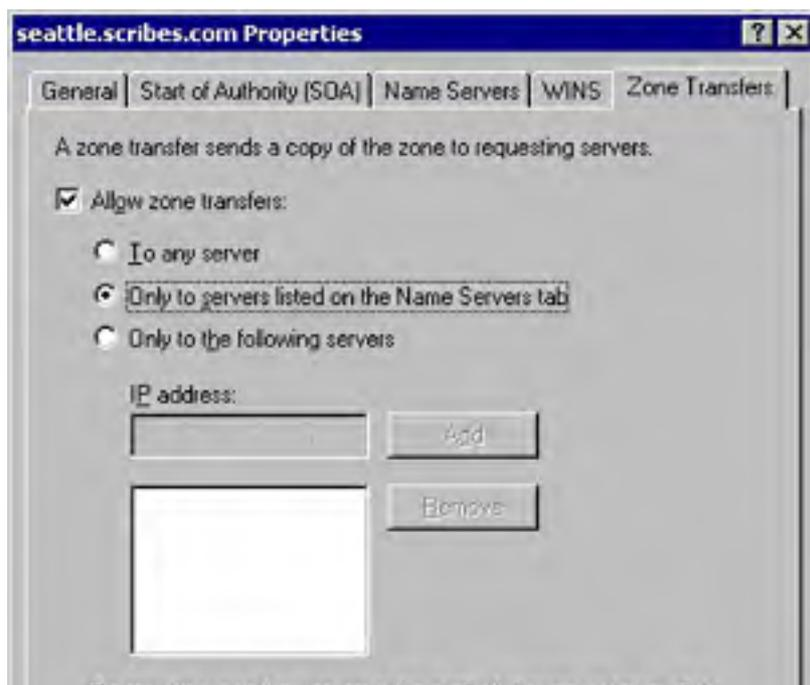 seattle.scribes.com Properties
General
Start of Authority (SOA)
Name Servers
WINS
Zone Transfers
A zone transfer sends a copy of the zone to requesting servers.
Allow zone transfers:
To any server
Only to servers listed on the Name Servers tab
Only to the following servers
IP address:
Add
Remove